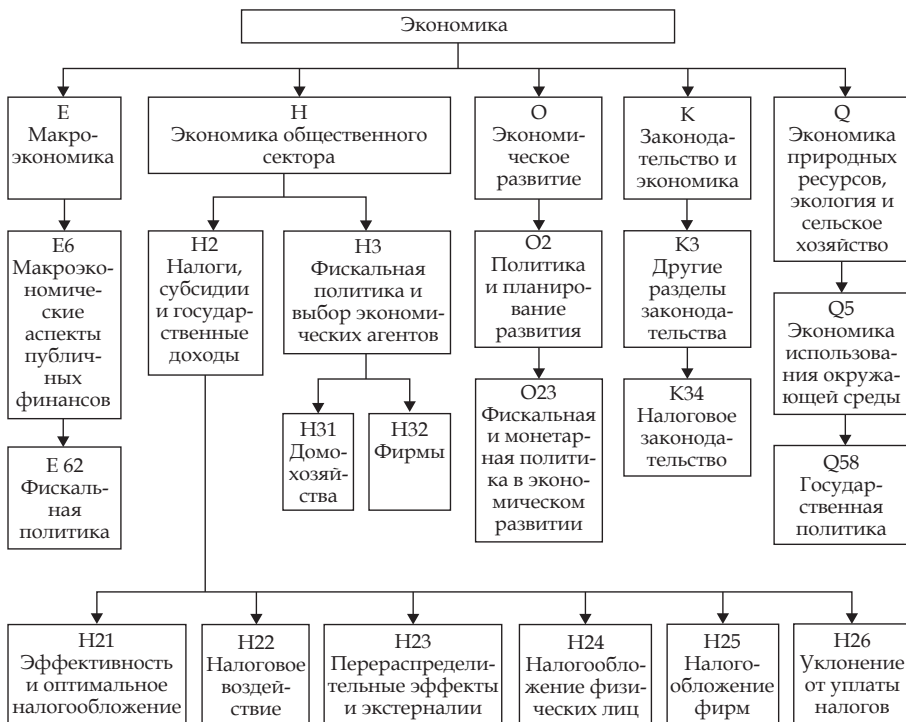 Экономика
E
Макро-
экономика
H
Экономика общественного
сектора
O
Экономи-
ческое
развитие
K
Законода-
тельство и
экономика
Q
Экономика
природных
ресурсов,
экология и
сельское
хозяйство
E6
Макроэко-
номичес-
кие
аспекты
публич-
ных
финансов
H2
Налоги,
субсидии
и государ-
ственные
доходы
H3
Фискальная
политика и
выбор экономи-
ческих агентов
O2
Политика
и планиро-
вание
развития
K3
Другие
разделы
законода-
тельства
Q5
Экономика
использова-
ния окружа-
ющей среды
E 62
Фискаль-
ная
политика
H31
Домо-
хозяй-
ства
H32
Фирмы
O23
Фискальная
и монетар-
ная полити-
ка в эконо-
мическом
развитии
K34
Налоговое
законода-
тельство
Q58
Государ-
ственная
политика
H21
Эффективность
и оптимальное
налогообложение
H22
Налоговое
воздей-
ствие
H23
Перераспредели-
тельные эффекты
и экстерналии
H24
Налогообло-
жение физи-
ческих лиц
H25
Налого-
обложение
фирм
H26
Уклонение
от уплаты
налогов